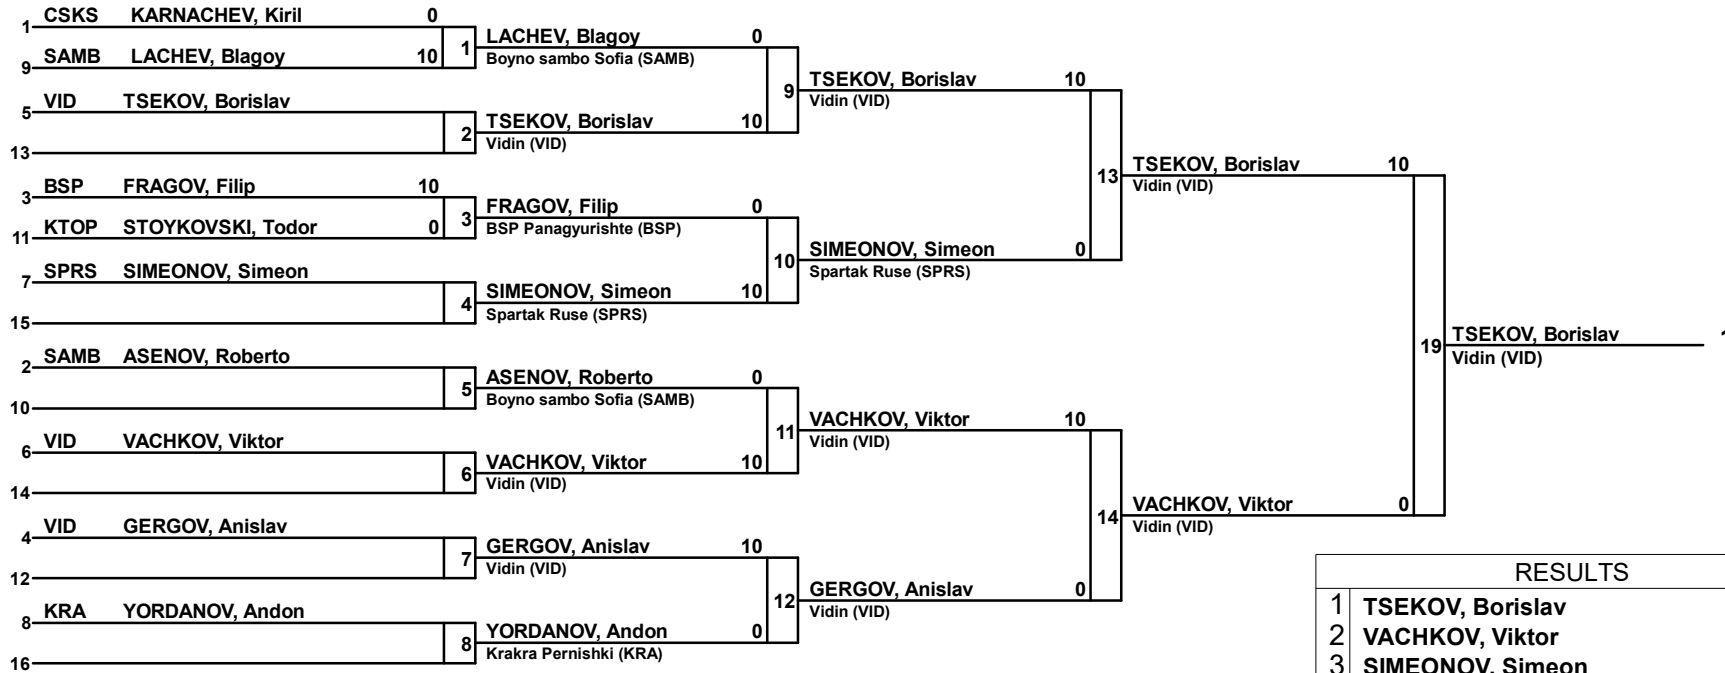 CSKS KARNACHEV, Kiril 0
1
SAMB LACHEV, Blagoy 10
9
1
LACHEV, Blagoy 0
Boyno sambo Sofia (SAMB)
VID TSEKOV, Borislav
5
13
2
TSEKOV, Borislav 10
Vidin (VID)
9
TSEKOV, Borislav 10
Vidin (VID)
BSP FRAGOV, Filip 10
3
KTOP STOYKOVSKI, Todor 0
11
3
FRAGOV, Filip 0
BSP Panagyurishte (BSP)
SPRS SIMEONOV, Simeon
7
15
4
SIMEONOV, Simeon 10
Spartak Ruse (SPRS)
10
SIMEONOV, Simeon 0
Spartak Ruse (SPRS)
13
TSEKOV, Borislav 10
Vidin (VID)
SAMB ASENOV, Roberto
2
10
5
ASENOV, Roberto 0
Boyno sambo Sofia (SAMB)
VID VACHKOV, Viktor
6
14
6
VACHKOV, Viktor 10
Vidin (VID)
11
VACHKOV, Viktor 10
Vidin (VID)
VID GERGOV, Anislav
4
12
7
GERGOV, Anislav 10
Vidin (VID)
KRA YORDANOV, Andon
8
16
8
YORDANOV, Andon 0
Krakra Pernishki (KRA)
12
GERGOV, Anislav 0
Vidin (VID)
14
VACHKOV, Viktor 0
Vidin (VID)
19
TSEKOV, Borislav
Vidin (VID)
RESULTS
1 TSEKOV, Borislav
2 VACHKOV, Viktor
3 SIMEONOV, Simeon